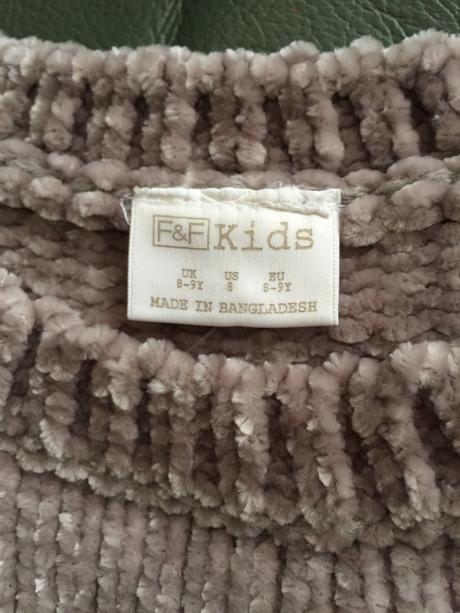 F&F Kids
UK US EU
8-9Y 8 8-9Y
MADE IN BANGLADESH